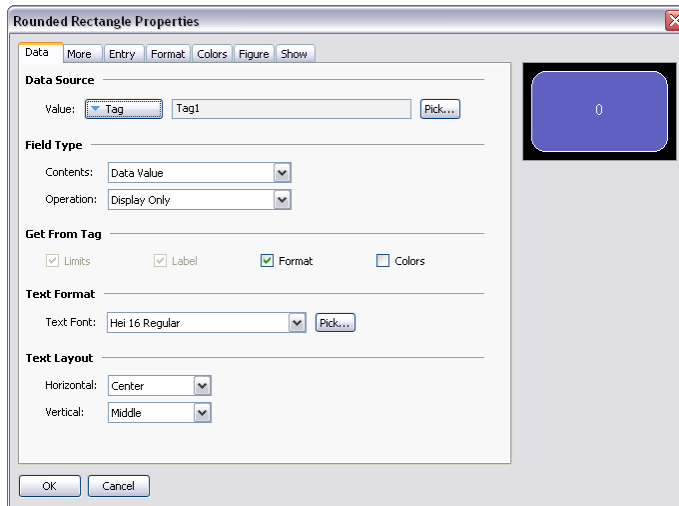 Rounded Rectangle Properties
Data More Entry Format Colors Figure Show
Data Source
Value: Tag Tag1 Pick...
0
Field Type
Contents: Data Value
Operation: Display Only
Get From Tag
Limits Label Format Colors
Text Format
Text Font: Hei 16 Regular Pick...
Text Layout
Horizontal: Center
Vertical: Middle
OK Cancel